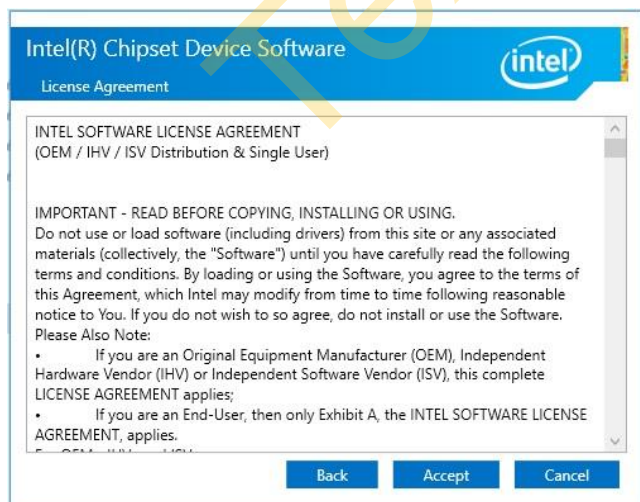 Intel(R) Chipset Device Software
intel
License Agreement
INTEL SOFTWARE LICENSE AGREEMENT
(OEM / IHV / ISV Distribution & Single User)
IMPORTANT - READ BEFORE COPYING, INSTALLING OR USING.
Do not use or load software (including drivers) from this site or any associated
materials (collectively, the "Software") until you have carefully read the following
terms and conditions. By loading or using the Software, you agree to the terms of
this Agreement, which Intel may modify from time to time following reasonable
notice to You. If you do not wish to so agree, do not install or use the Software.
Please Also Note:
• If you are an Original Equipment Manufacturer (OEM), Independent
Hardware Vendor (IHV) or Independent Software Vendor (ISV), this complete
LICENSE AGREEMENT applies;
• If you are an End-User, then only Exhibit A, the INTEL SOFTWARE LICENSE
AGREEMENT, applies.
Back Accept Cancel